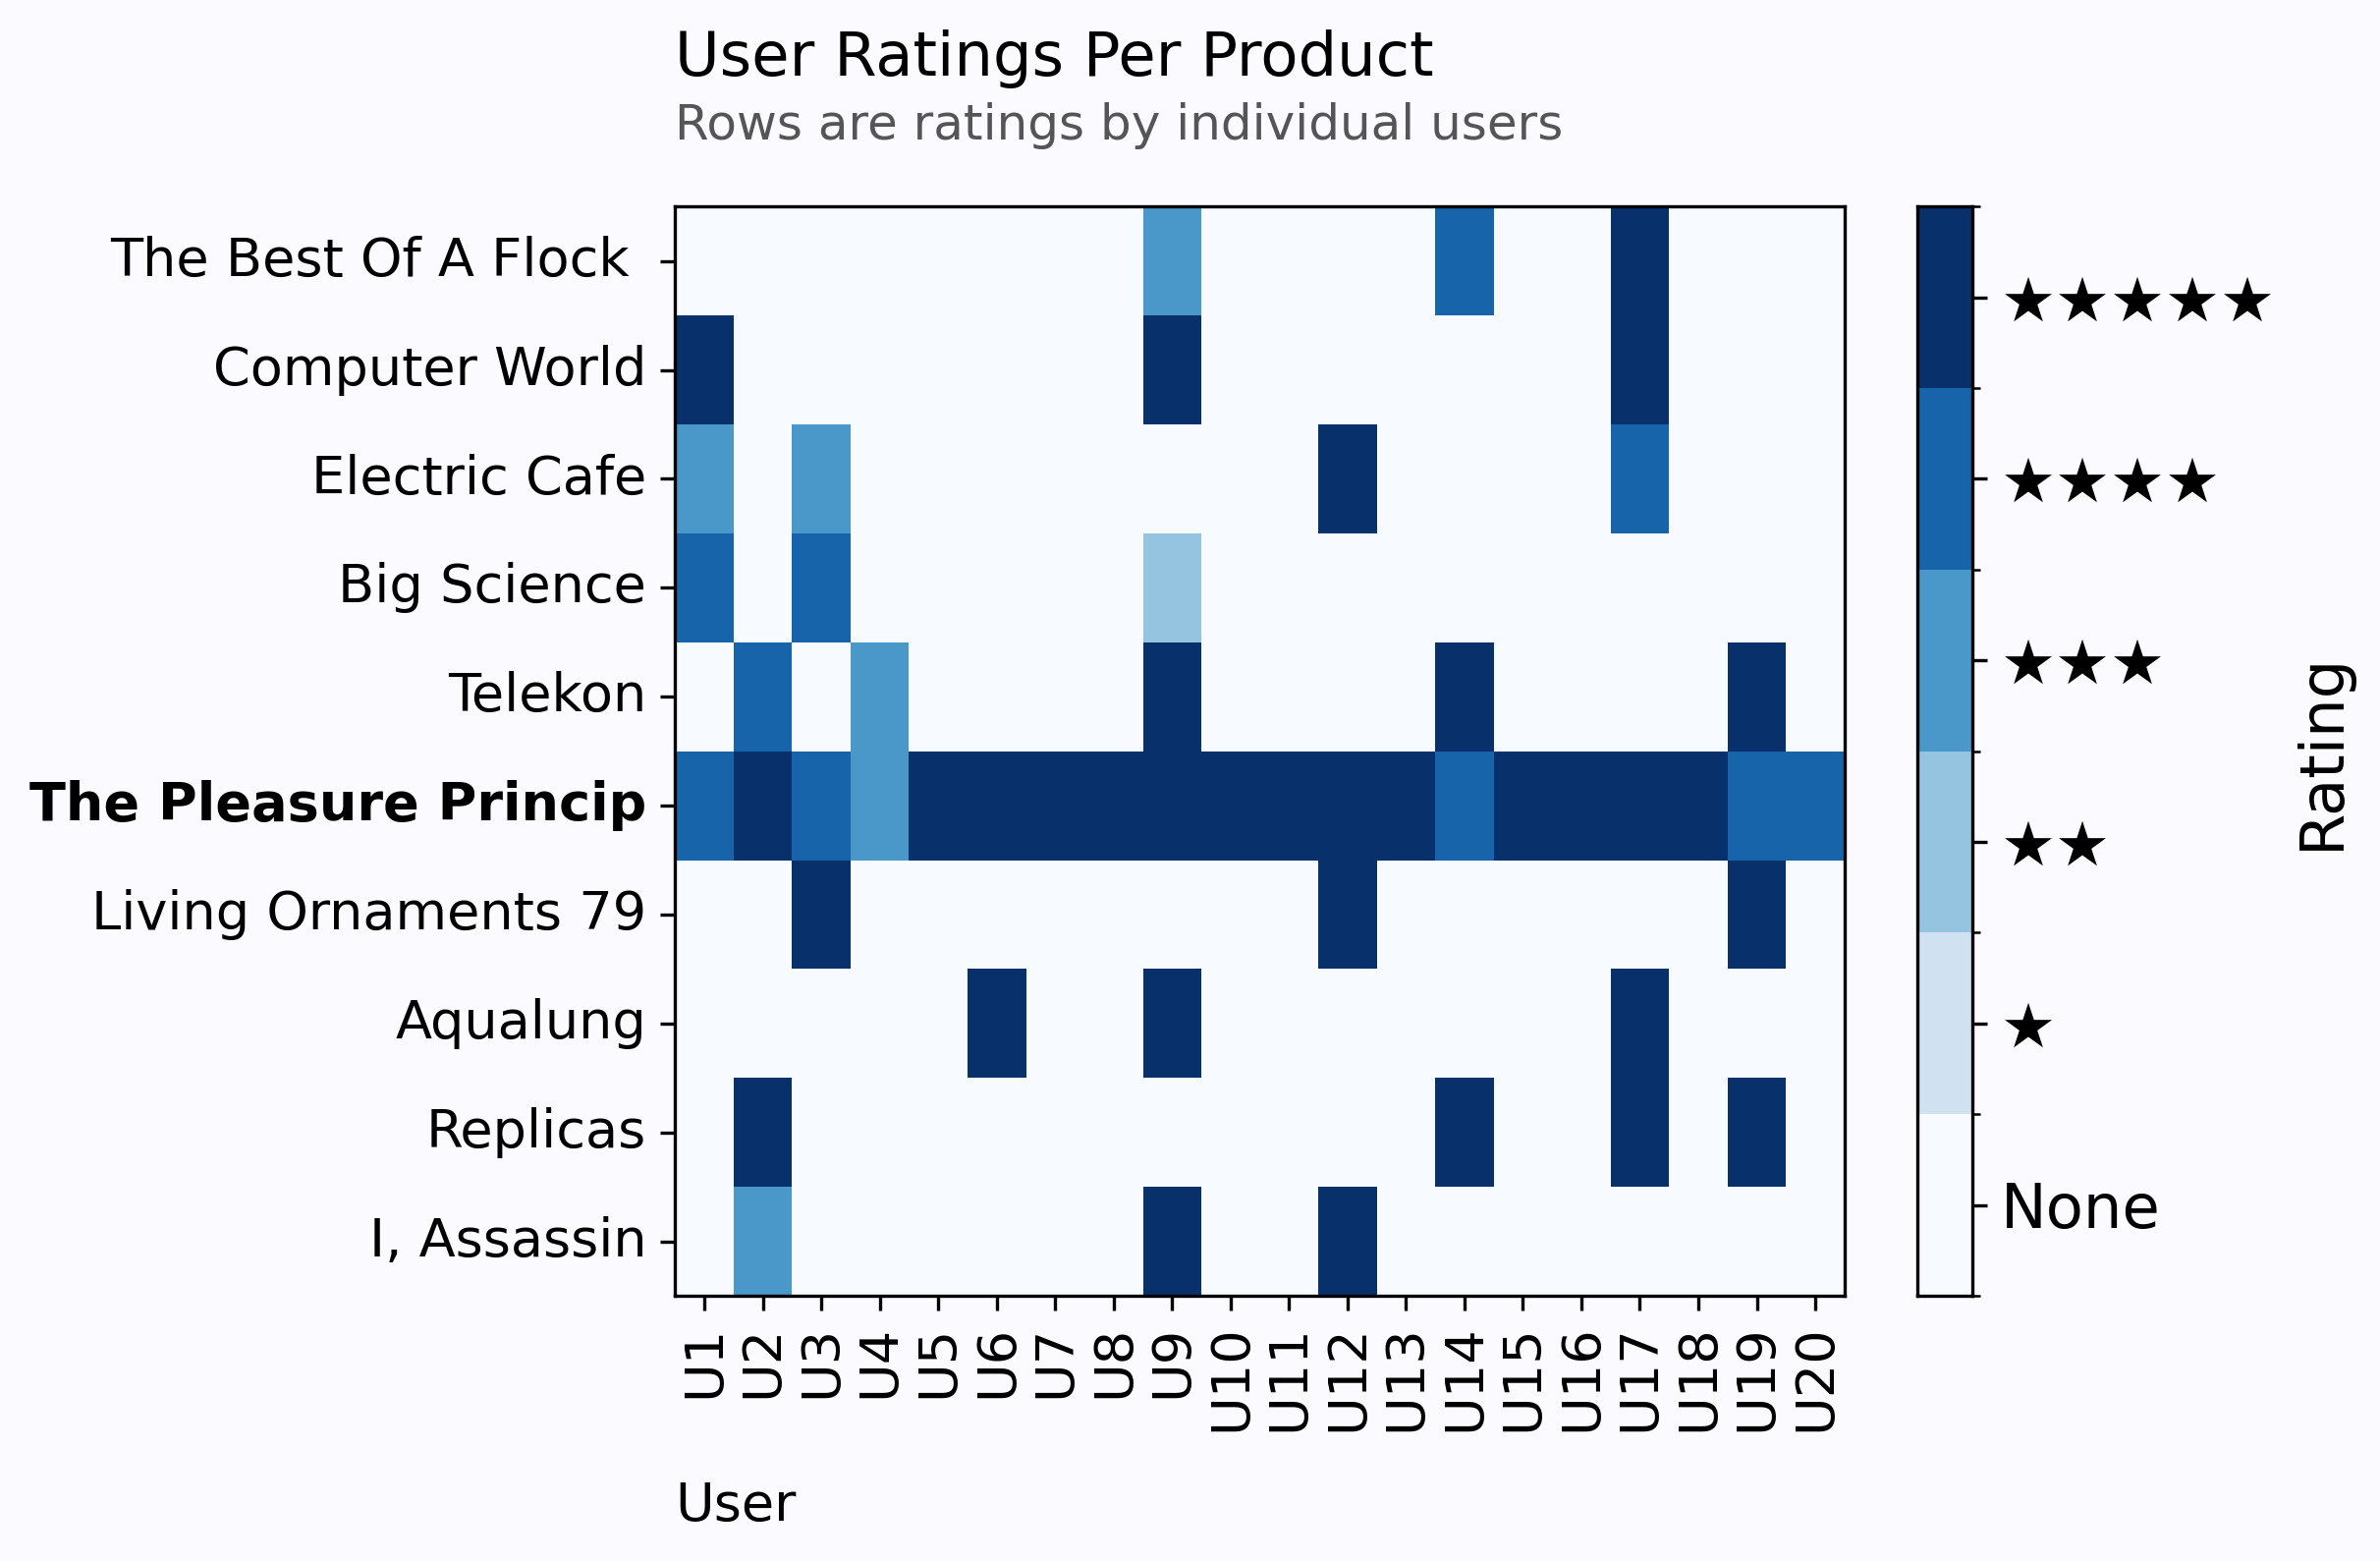 User Ratings Per Product
Rows are ratings by individual users
The Best Of A Flock
Computer World
Electric Cafe
Big Science
Telekon
The Pleasure Princip
Living Ornaments 79
Aqualung
Replicas
I, Assassin
U1 U2 U3 U4 U5 U6 U7 U8 U9 U10 U11 U12 U13 U14 U15 U16 U17 U18 U19 U20
User
★★★★★
★★★★
★★★
★★
★
None
Rating